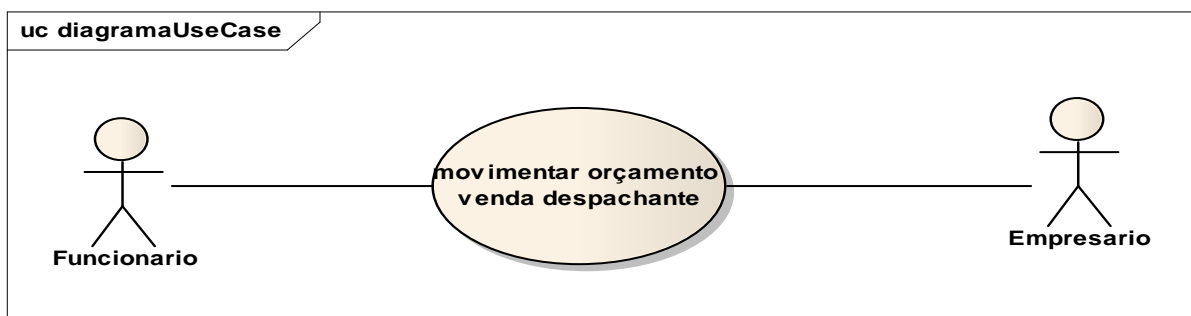 uc diagramaUseCase
movimentar orçamento
venda despachante
Funcionario
Empresario